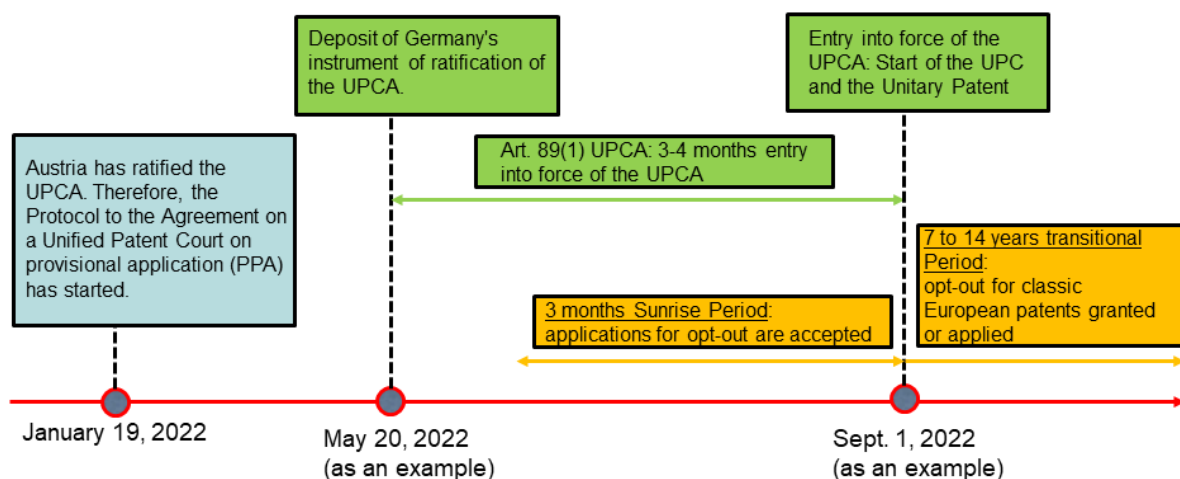 Deposit of Germany's
instrument of ratification of
the UPCA.
Entry into force of the
UPCA: Start of the UPC
and the Unitary Patent
Austria has ratified the
UPCA. Therefore, the
Protocol to the Agreement on
a Unified Patent Court on
provisional application (PPA)
has started.
Art. 89(1) UPCA: 3-4 months entry
into force of the UPCA
3 months Sunrise Period:
applications for opt-out are accepted
7 to 14 years transitional
Period:
opt-out for classic
European patents granted
or applied
January 19, 2022
May 20, 2022
(as an example)
Sept. 1, 2022
(as an example)